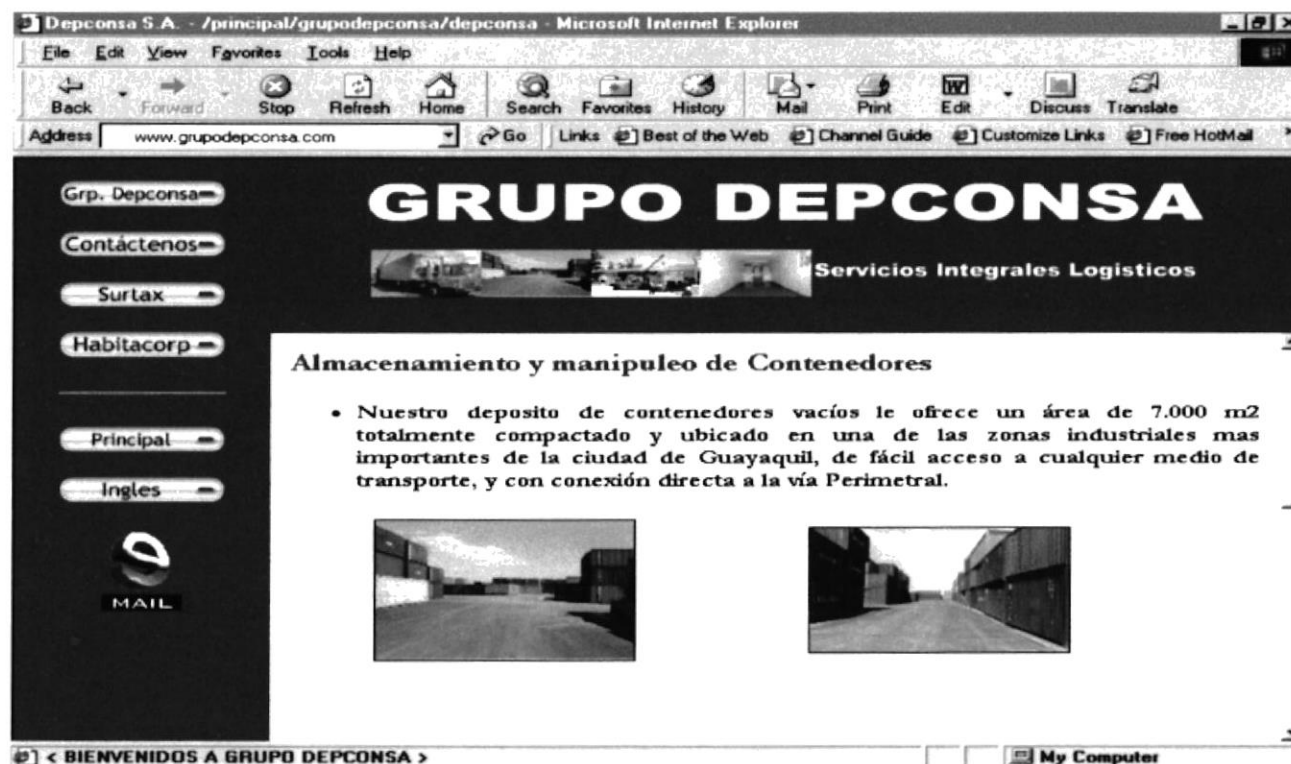 Depconsa S.A. - /principal/grupodepconsa/depconsa - Microsoft Internet Explorer
File Edit View Favorites Tools Help
Back Forward Stop Refresh Home Search Favorites History Mail Print Edit Discuss Translate
Address www.grupodepconsa.com Go Links Best of the Web Channel Guide Customize Links Free HotMail
Grp. Depconsa
Contáctenos
Surtax
Habitacorp
Principal
Ingles
MAIL
GRUPO DEPCONSA
Servicios Integrales Logisticos
Almacenamiento y manipuleo de Contenedores
• Nuestro deposito de contenedores vacíos le ofrece un área de 7.000 m2
totalmente compactado y ubicado en una de las zonas industriales mas
importantes de la ciudad de Guayaquil, de fácil acceso a cualquier medio de
transporte, y con conexión directa a la vía Perimetral.
< BIENVENIDOS A GRUPO DEPCONSA > My Computer